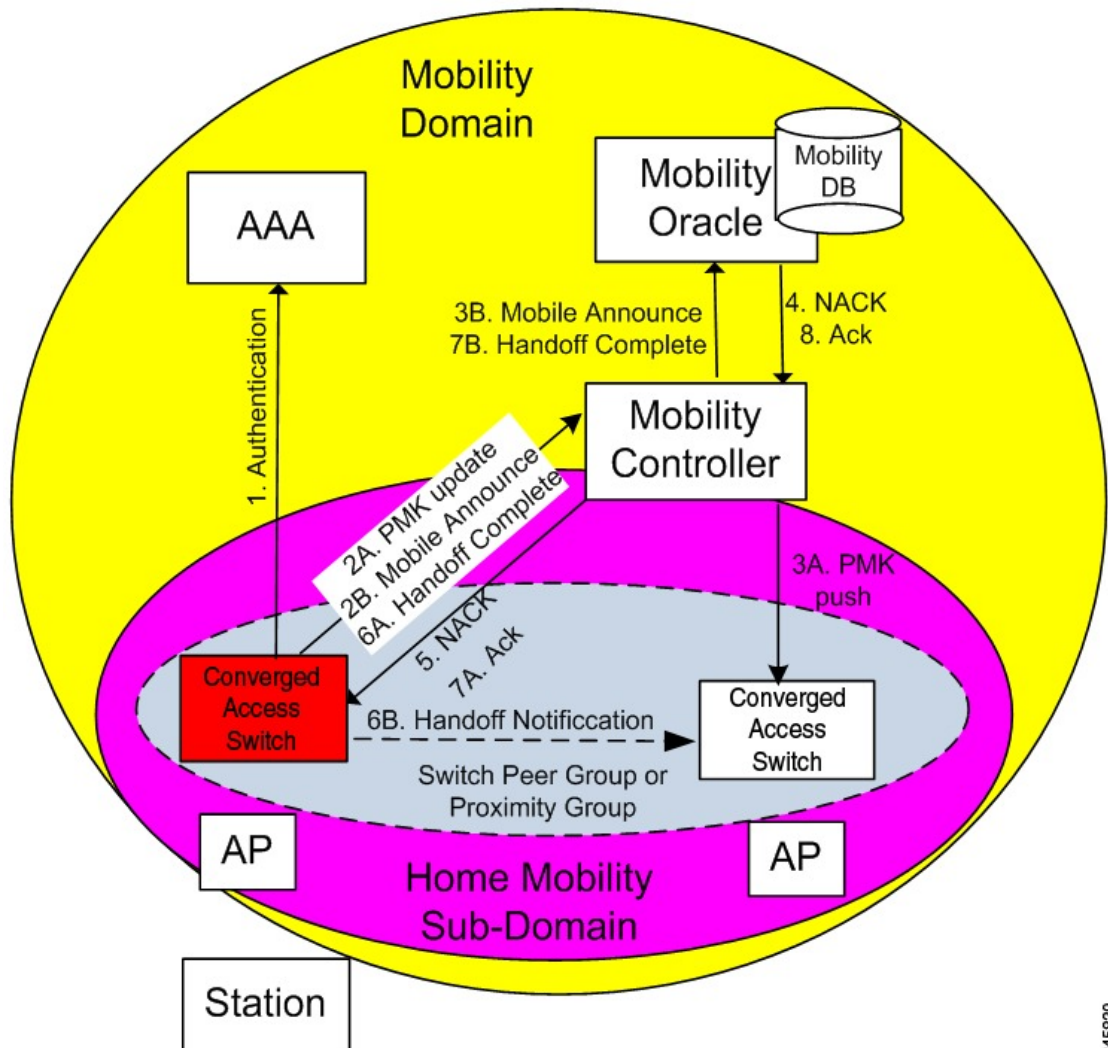 Mobility
Domain
Mobility
DB
Mobility
Oracle
AAA
3B. Mobile Announce
7B. Handoff Complete
4. NACK
8. Ack
1. Authentication
Mobility
Controller
2A. PMK update
2B. Mobile Announce
6A. Handoff Complete
5. NACK
7A. Ack
3A. PMK
push
Converged
Access
Switch
6B. Handoff Notificcation
Converged
Access
Switch
Switch Peer Group or
Proximity Group
AP
AP
Home Mobility
Sub-Domain
Station